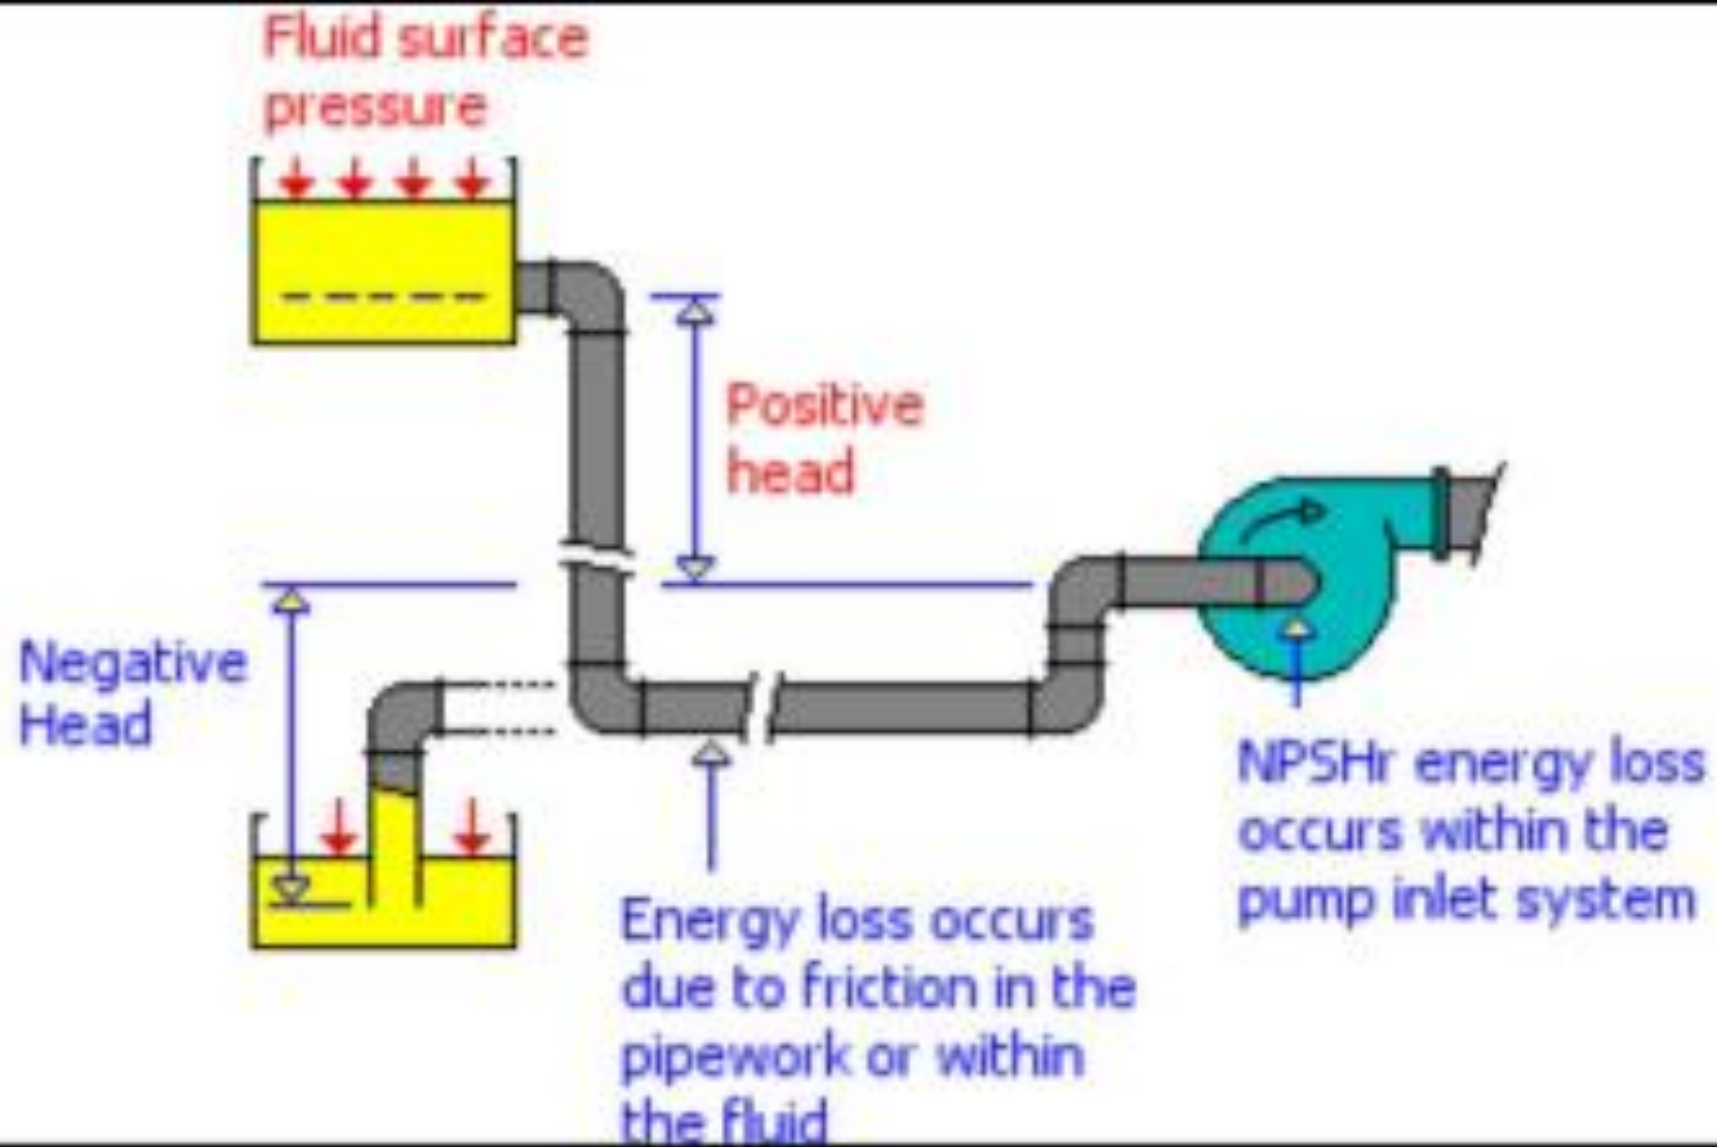 Fluid surface
pressure
Positive
head
Negative
Head
NPSHr energy loss
occurs within the
pump inlet system
Energy loss occurs
due to friction in the
pipework or within
the fluid